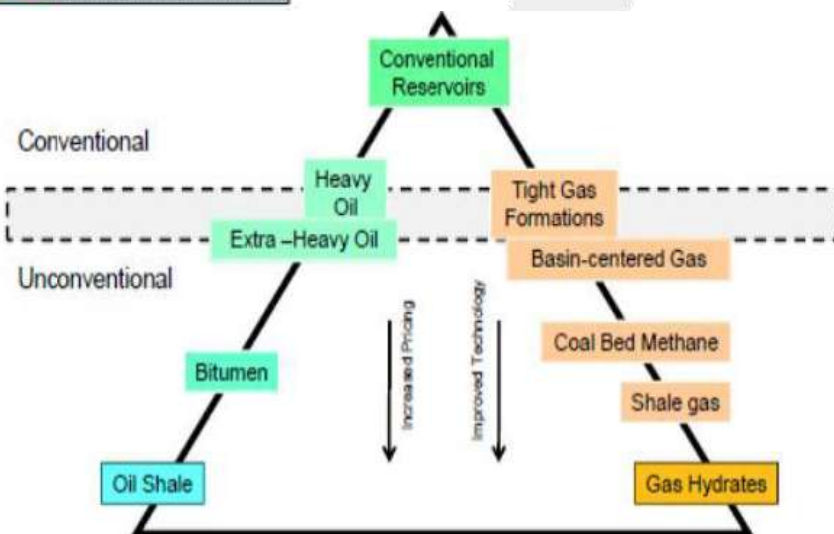 Conventional
Reservoirs
Conventional
Heavy
Oil
Tight Gas
Formations
Extra –Heavy Oil
Basin-centered Gas
Unconventional
Increased Pricing
Improved Technology
Coal Bed Methane
Bitumen
Shale gas
Oil Shale
Gas Hydrates